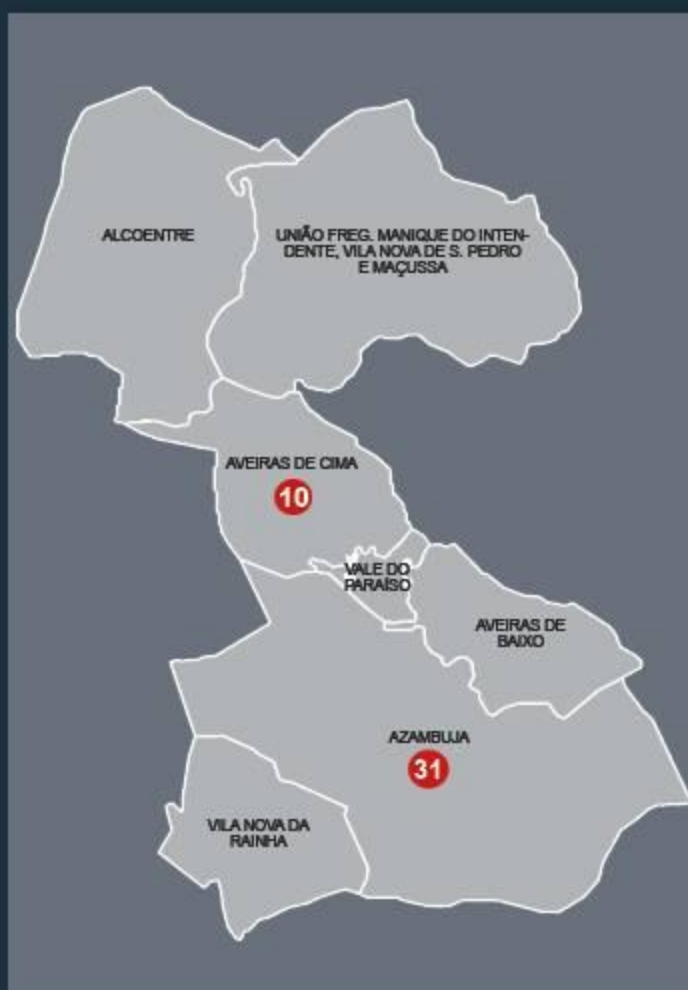 ALCOENTRE
UNIÃO FREG. MANIQUE DO INTEN-
DENTE, VILA NOVA DE S. PEDRO
E MAÇUSSA
AVEIRAS DE CIMA
10
VALE DO
PARAÍSO
AVEIRAS DE
BAIXO
AZAMBUJA
31
VILA NOVA DA
RAINHA